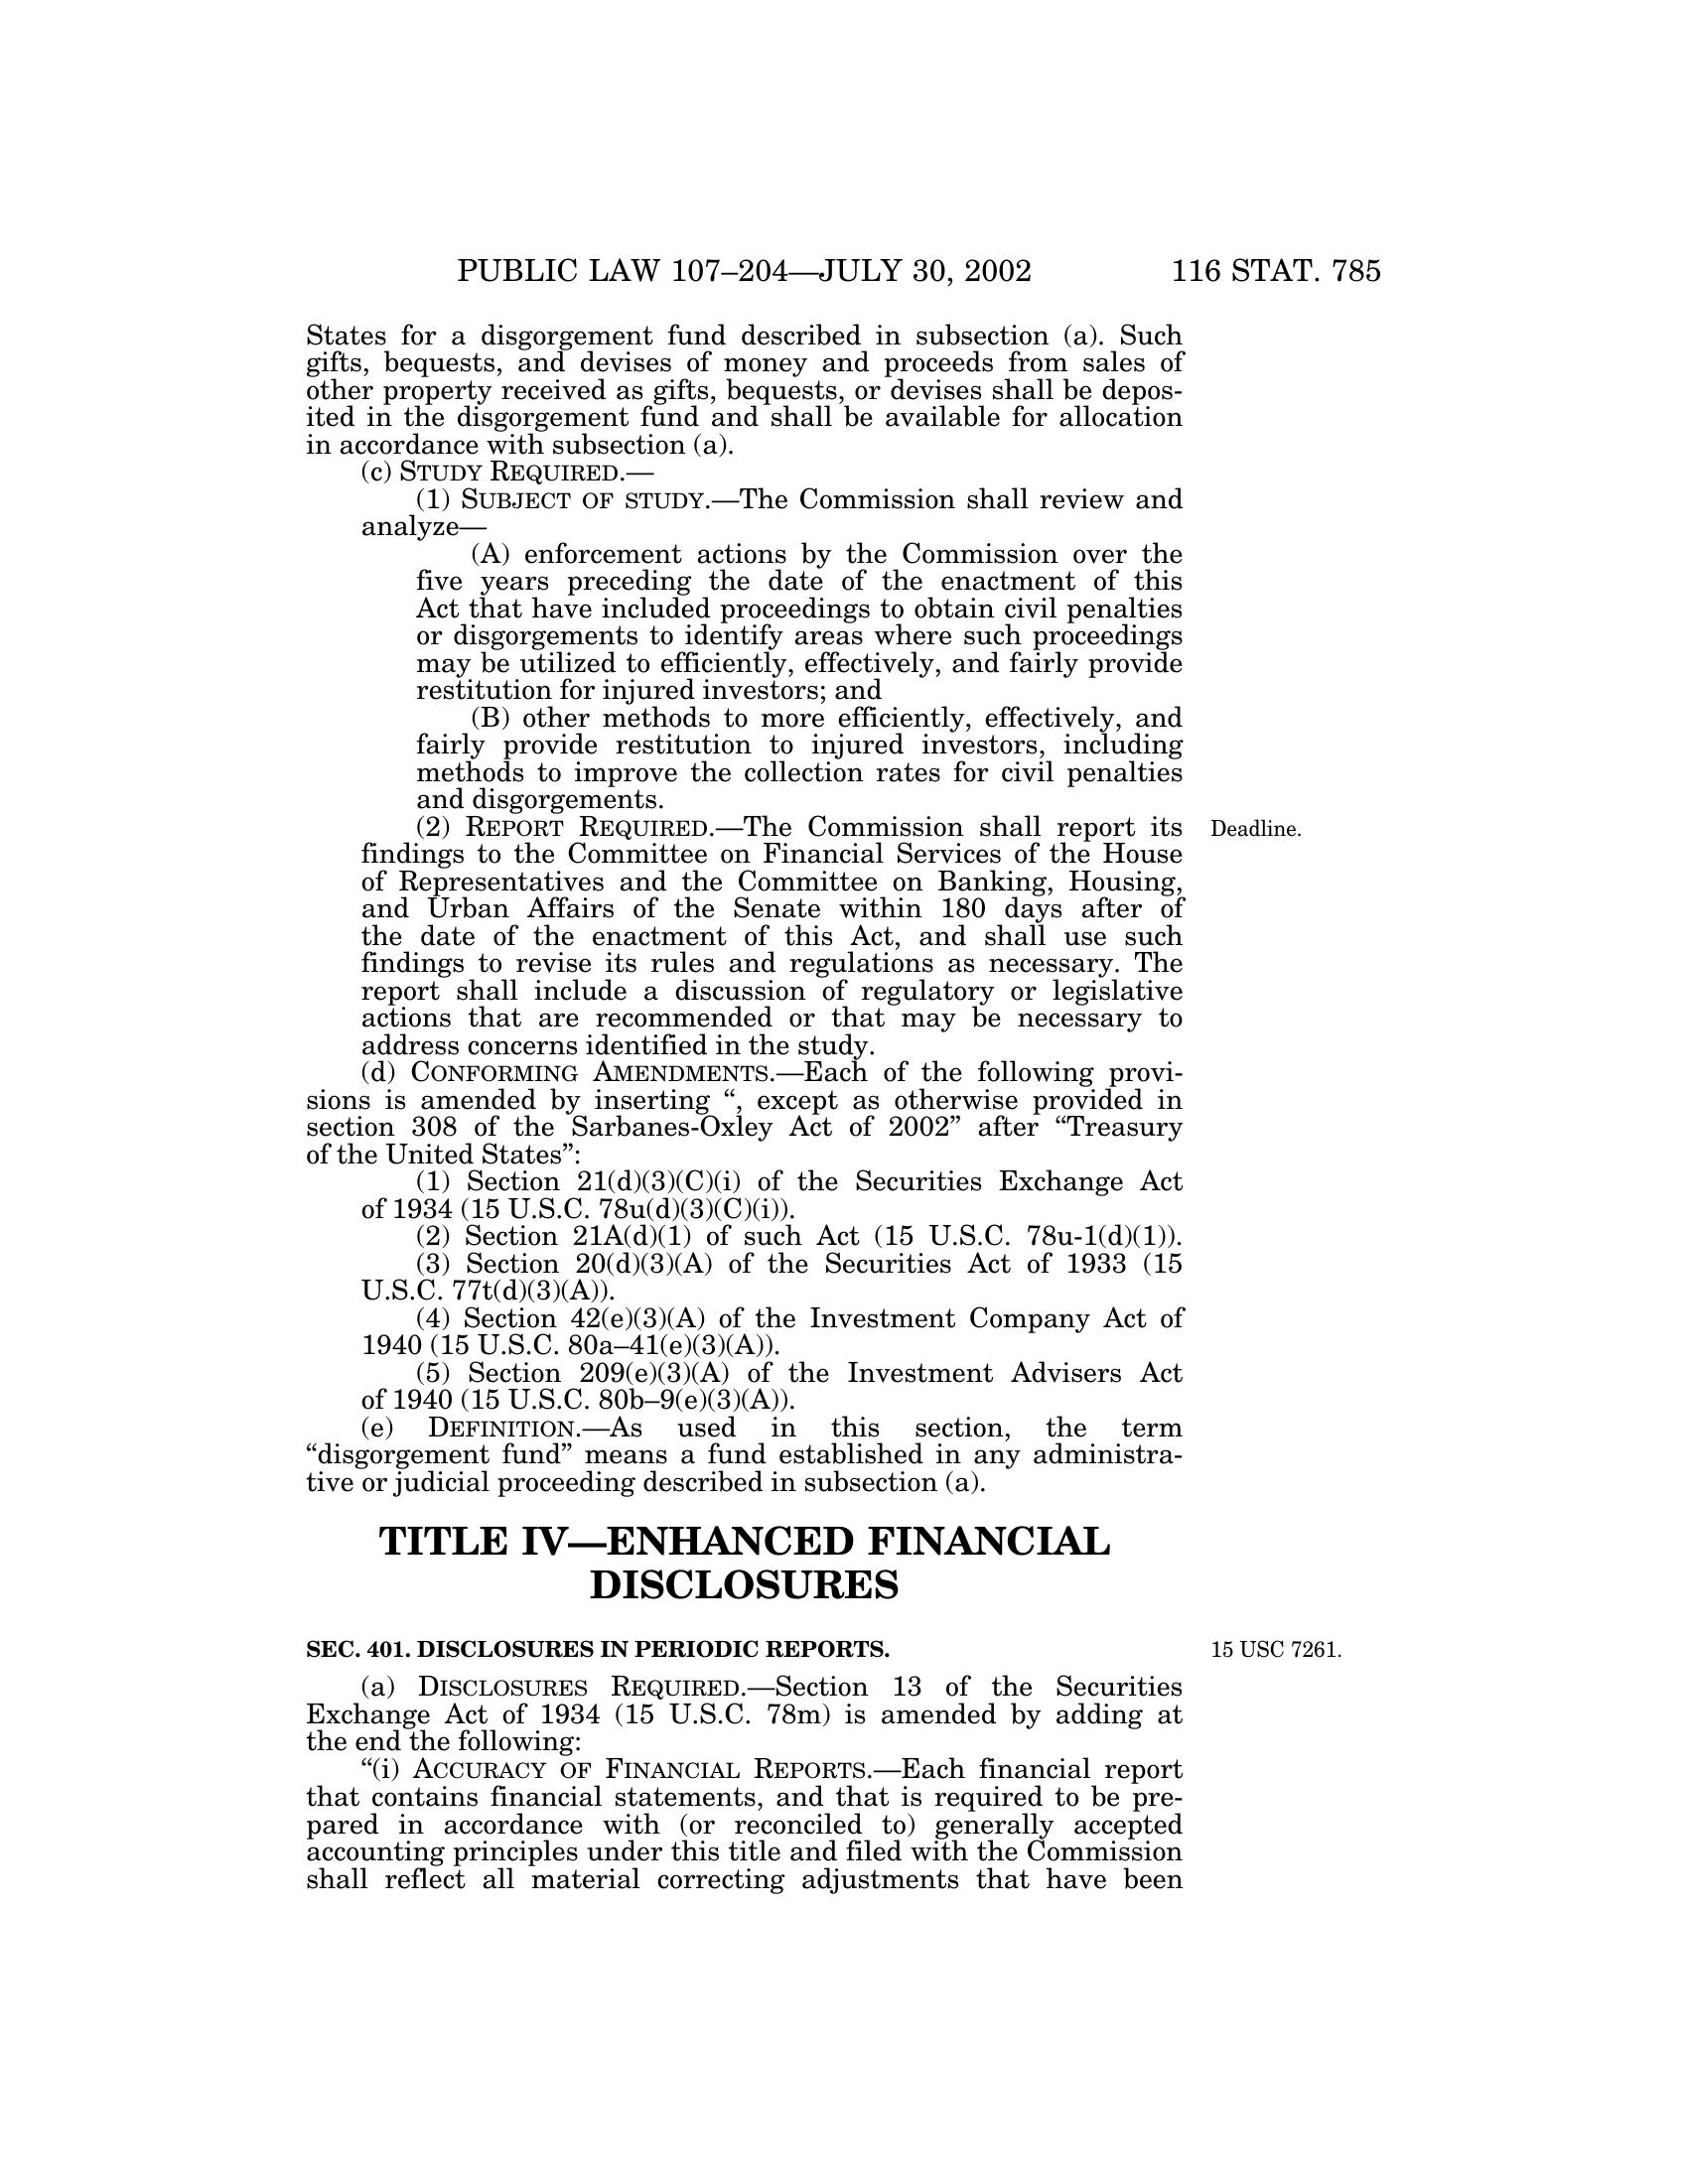 PUBLIC LAW 107–204—JULY 30, 2002 116 STAT. 785
States for a disgorgement fund described in subsection (a). Such
gifts, bequests, and devises of money and proceeds from sales of
other property received as gifts, bequests, or devises shall be depos-
ited in the disgorgement fund and shall be available for allocation
in accordance with subsection (a).
(c) STUDY REQUIRED.—
(1) SUBJECT OF STUDY.—The Commission shall review and
analyze—
(A) enforcement actions by the Commission over the
five years preceding the date of the enactment of this
Act that have included proceedings to obtain civil penalties
or disgorgements to identify areas where such proceedings
may be utilized to efficiently, effectively, and fairly provide
restitution for injured investors; and
(B) other methods to more efficiently, effectively, and
fairly provide restitution to injured investors, including
methods to improve the collection rates for civil penalties
and disgorgements.
(2) REPORT REQUIRED.—The Commission shall report its Deadline.
findings to the Committee on Financial Services of the House
of Representatives and the Committee on Banking, Housing,
and Urban Affairs of the Senate within 180 days after of
the date of the enactment of this Act, and shall use such
findings to revise its rules and regulations as necessary. The
report shall include a discussion of regulatory or legislative
actions that are recommended or that may be necessary to
address concerns identified in the study.
(d) CONFORMING AMENDMENTS.—Each of the following provi-
sions is amended by inserting “, except as otherwise provided in
section 308 of the Sarbanes-Oxley Act of 2002” after “Treasury
of the United States”:
(1) Section 21(d)(3)(C)(i) of the Securities Exchange Act
of 1934 (15 U.S.C. 78u(d)(3)(C)(i)).
(2) Section 21A(d)(1) of such Act (15 U.S.C. 78u-1(d)(1)).
(3) Section 20(d)(3)(A) of the Securities Act of 1933 (15
U.S.C. 77t(d)(3)(A)).
(4) Section 42(e)(3)(A) of the Investment Company Act of
1940 (15 U.S.C. 80a–41(e)(3)(A)).
(5) Section 209(e)(3)(A) of the Investment Advisers Act
of 1940 (15 U.S.C. 80b–9(e)(3)(A)).
(e) DEFINITION.—As used in this section, the term
“disgorgement fund” means a fund established in any administra-
tive or judicial proceeding described in subsection (a).
TITLE IV—ENHANCED FINANCIAL
DISCLOSURES
SEC. 401. DISCLOSURES IN PERIODIC REPORTS. 15 USC 7261.
(a) DISCLOSURES REQUIRED.—Section 13 of the Securities
Exchange Act of 1934 (15 U.S.C. 78m) is amended by adding at
the end the following:
“(i) ACCURACY OF FINANCIAL REPORTS.—Each financial report
that contains financial statements, and that is required to be pre-
pared in accordance with (or reconciled to) generally accepted
accounting principles under this title and filed with the Commission
shall reflect all material correcting adjustments that have been